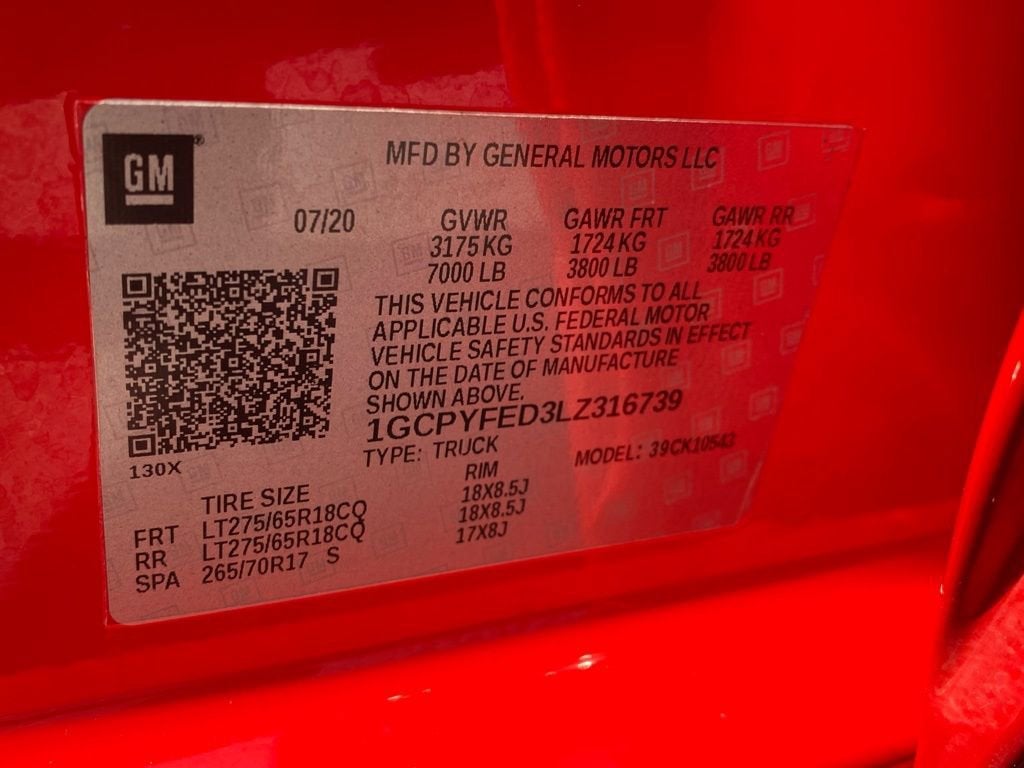 GM®
MFD BY GENERAL MOTORS LLC
07/20 GVWR GAWR FRT GAWR RR
3175 KG 1724 KG 1724 KG
7000 LB 3800 LB 3800 LB
THIS VEHICLE CONFORMS TO ALL
APPLICABLE U.S. FEDERAL MOTOR
VEHICLE SAFETY STANDARDS IN EFFECT
ON THE DATE OF MANUFACTURE
SHOWN ABOVE.
1GCPYFED3LZ316739
TYPE: TRUCK MODEL: 39CK10543
130X
TIRE SIZE RIM
FRT LT275/65R18CQ 18X8.5J
RR LT275/65R18CQ 18X8.5J
SPA 265/70R17 S 17X8J